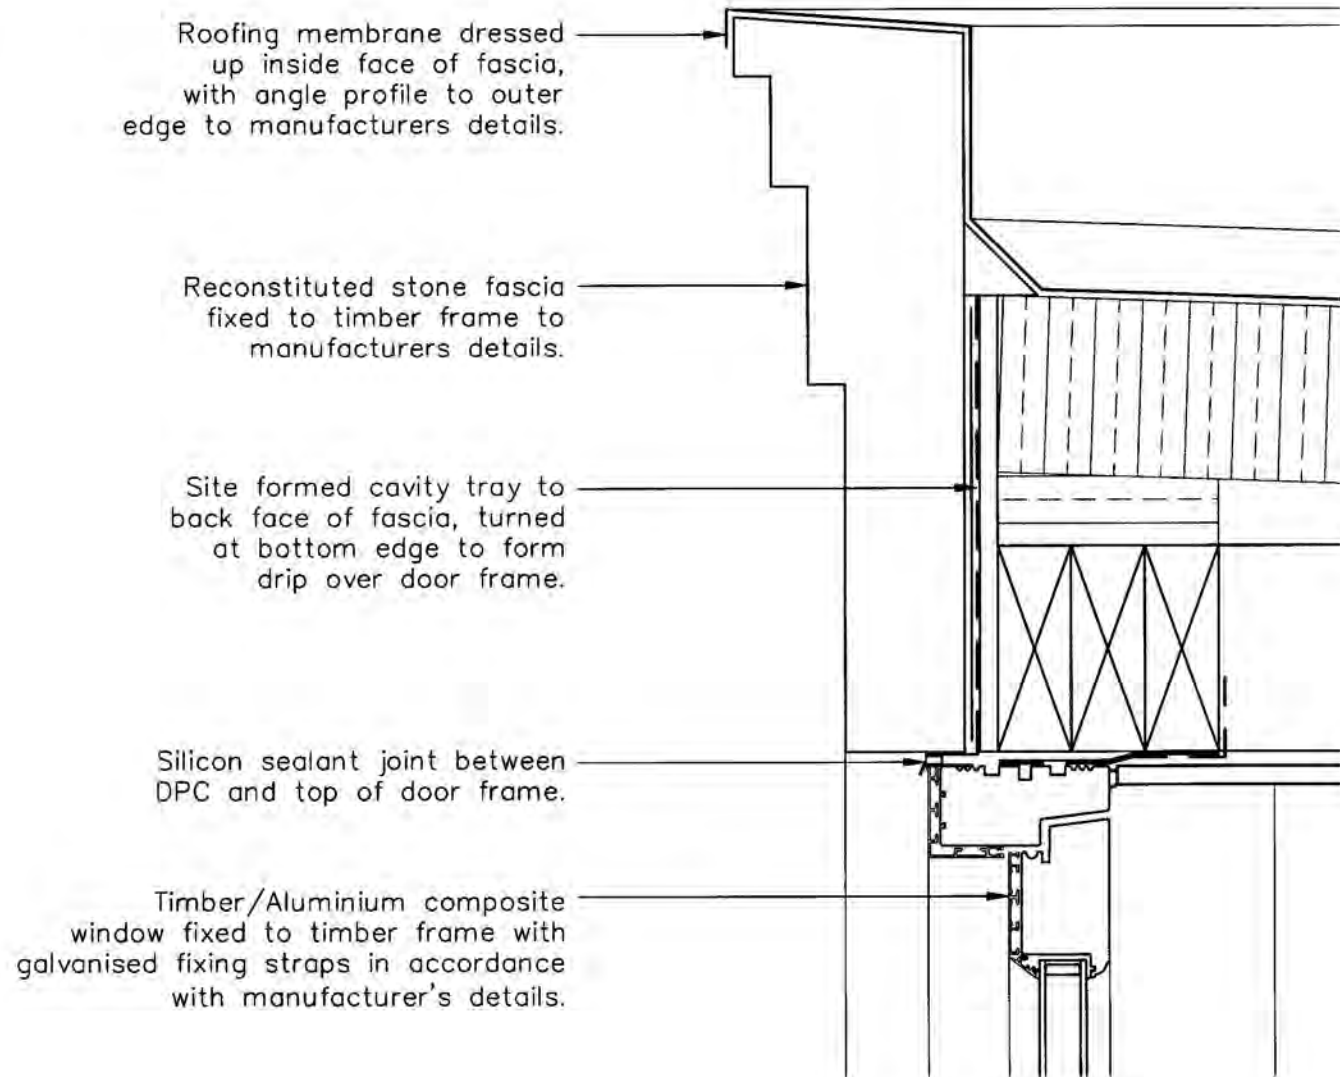 Roofing membrane dressed
up inside face of fascia,
with angle profile to outer
edge to manufacturers details.
Reconstituted stone fascia
fixed to timber frame to
manufacturers details.
Site formed cavity tray to
back face of fascia, turned
at bottom edge to form
drip over door frame.
Silicon sealant joint between
DPC and top of door frame.
Timber/Aluminium composite
window fixed to timber frame with
galvanised fixing straps in accordance
with manufacturer's details.